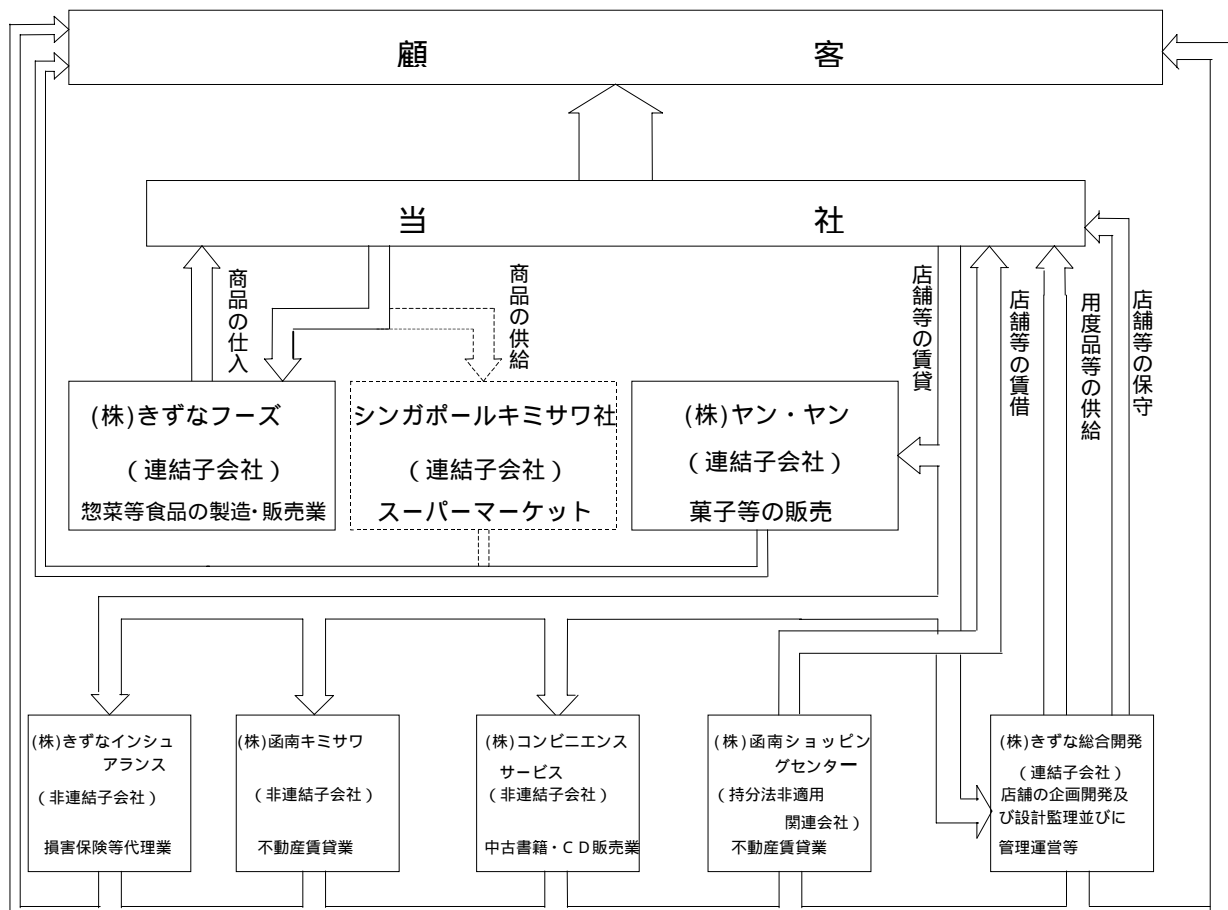 顧客
当社
商品の仕入
商品の供給
店舗等の賃貸
店舗等の賃借
用度品等の供給
店舗等の保守
(株)きずなフーズ
（連結子会社）
惣菜等食品の製造・販売業
シンガポールキミサワ社
（連結子会社）
スーパーマーケット
(株)ヤン・ヤン
（連結子会社）
菓子等の販売
(株)きずなインシュ
アランス
（非連結子会社）
損害保険等代理業
(株)函南キミサワ
（非連結子会社）
不動産賃貸業
(株)コンビニエンス
サービス
（非連結子会社）
中古書籍・ＣＤ販売業
(株)函南ショッピン
グセンター
（持分法非適用
関連会社）
不動産賃貸業
(株)きずな総合開発
（連結子会社）
店舗の企画開発及
び設計監理並びに
管理運営等